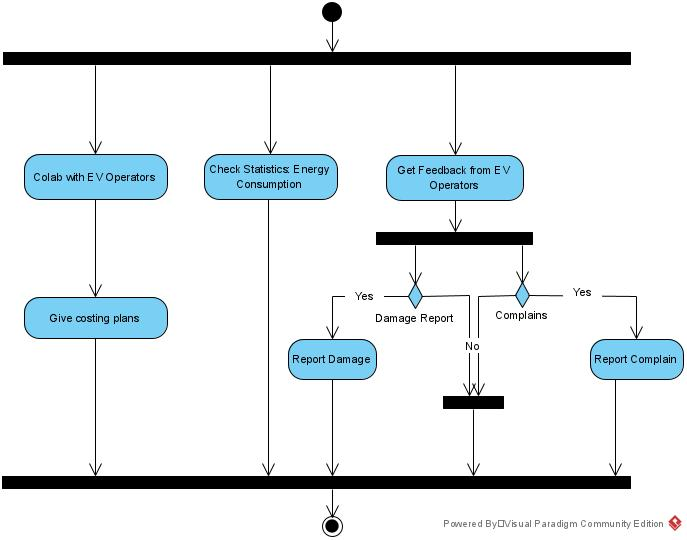 Colab with EV Operators
Check Statistics: Energy
Consumption
Get Feedback from EV
Operators
Give costing plans
Yes
Damage Report
Complains
Yes
No
Report Damage
Report Complain
Powered By Visual Paradigm Community Edition